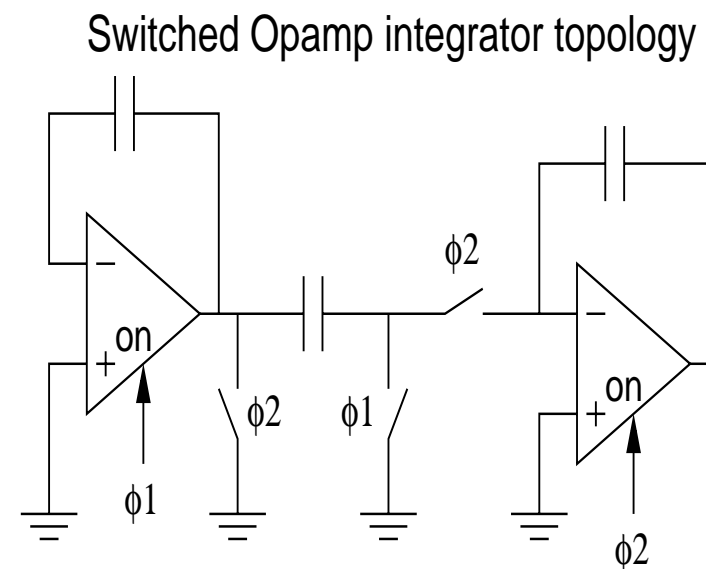 Switched Opamp integrator topology
ϕ2
−
−
on
+
on
+
ϕ2
ϕ1
ϕ1
ϕ2